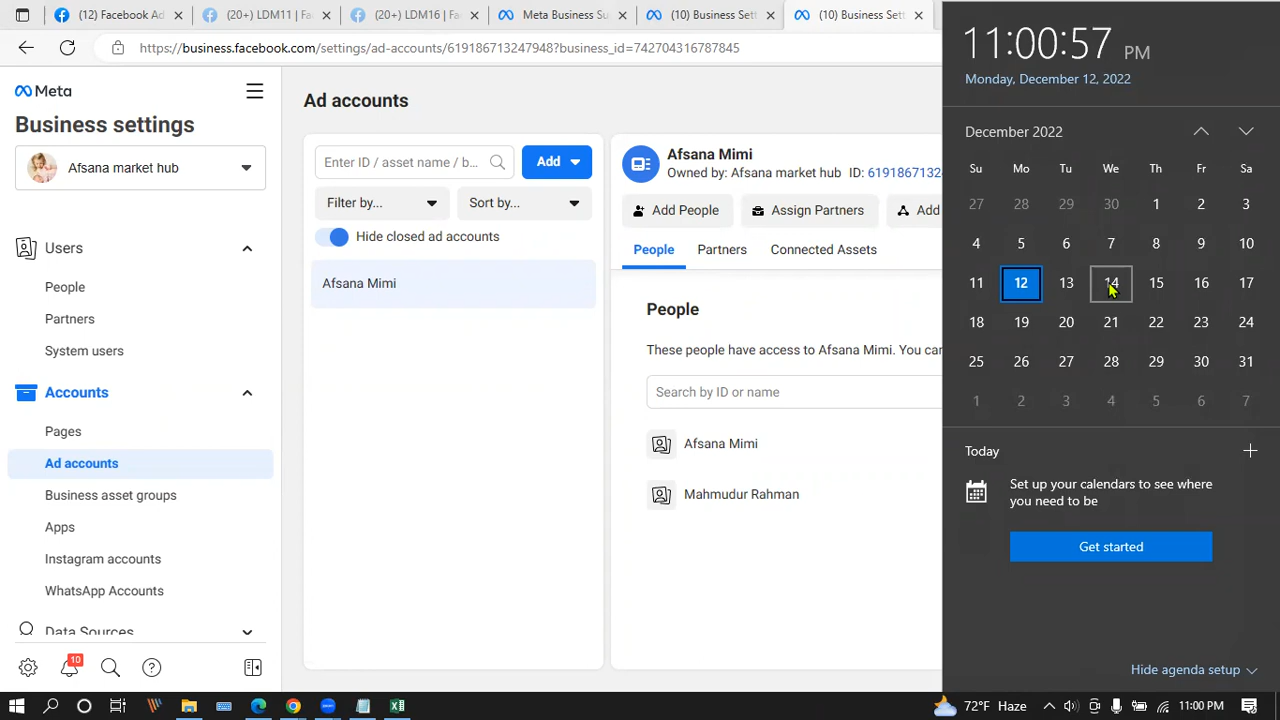 (12) Facebook Ad
(20+) LDM11 | Fa
(20+) LDM16 | Fa
Meta Business Su
(10) Business Set
(10) Business Set
https://business.facebook.com/settings/ad-accounts/619186713247948?business_id=742704316787845
Meta
Business settings
Afsana market hub
Users
People
Partners
System users
Accounts
Pages
Ad accounts
Business asset groups
Apps
Instagram accounts
WhatsApp Accounts
Data Sources
10
Ad accounts
Enter ID / asset name / b...
Add
Filter by...
Sort by...
Hide closed ad accounts
Afsana Mimi
Afsana Mimi
Owned by: Afsana market hub ID: 6191867132
Add People
Assign Partners
Add
People
Partners
Connected Assets
People
These people have access to Afsana Mimi. You can
Search by ID or name
Afsana Mimi
Mahmudur Rahman
11:00:57 PM
Monday, December 12, 2022
December 2022
Su Mo Tu We Th Fr Sa
27 28 29 30 1 2 3
4 5 6 7 8 9 10
11 12 13 14 15 16 17
18 19 20 21 22 23 24
25 26 27 28 29 30 31
1 2 3 4 5 6 7
Today
Set up your calendars to see where
you need to be
Get started
Hide agenda setup
72°F Haze
11:00 PM